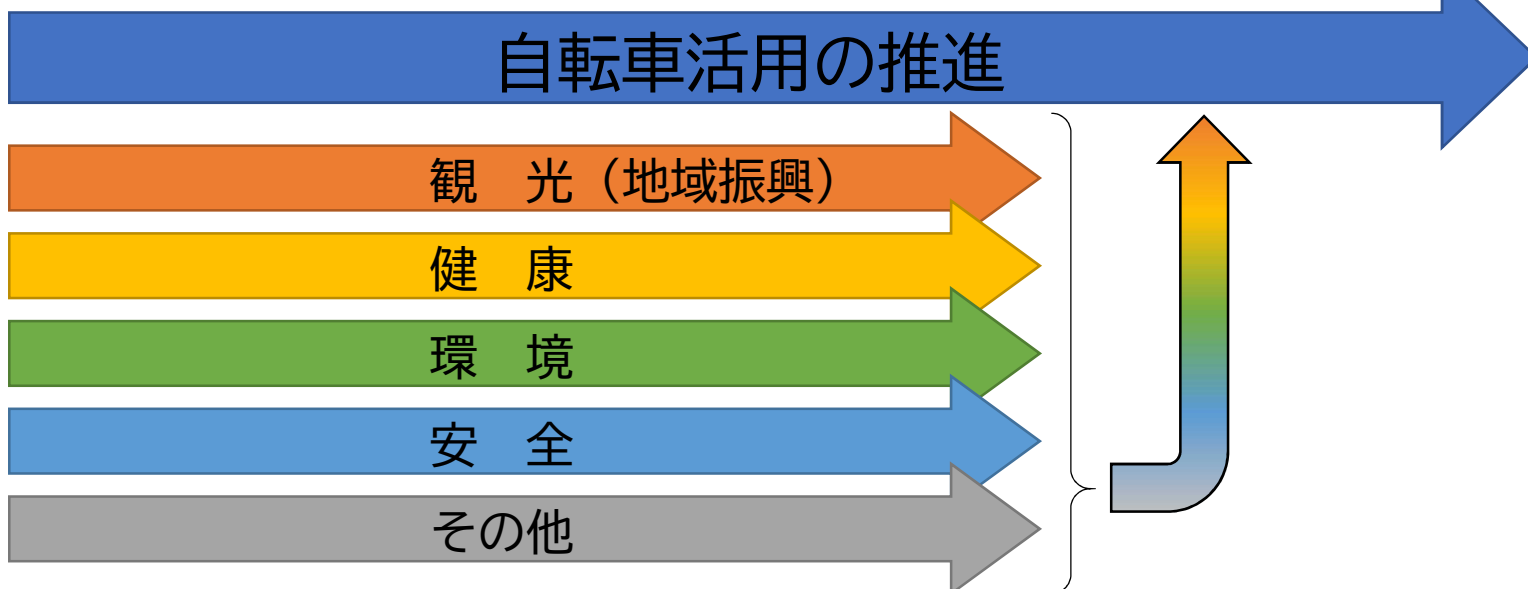 自転車活用の推進
観　光（地域振興）
健　康
環　境
安　全
その他